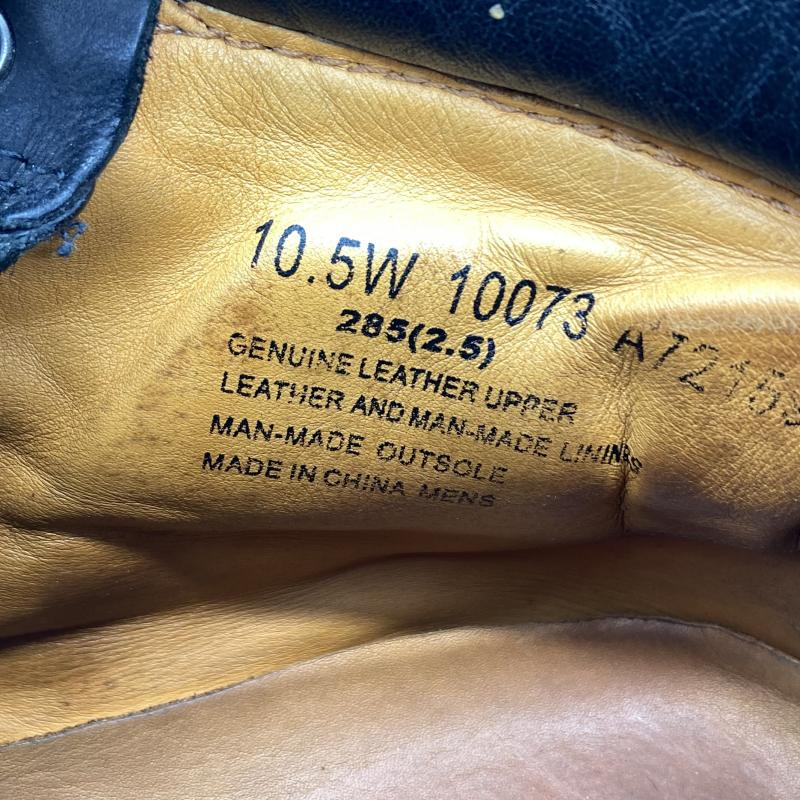 10.5W 10073
285(2.5)
GENUINE LEATHER UPPER
LEATHER AND MAN-MADE LININGS
MAN-MADE OUTSOLE
MADE IN CHINA MENS